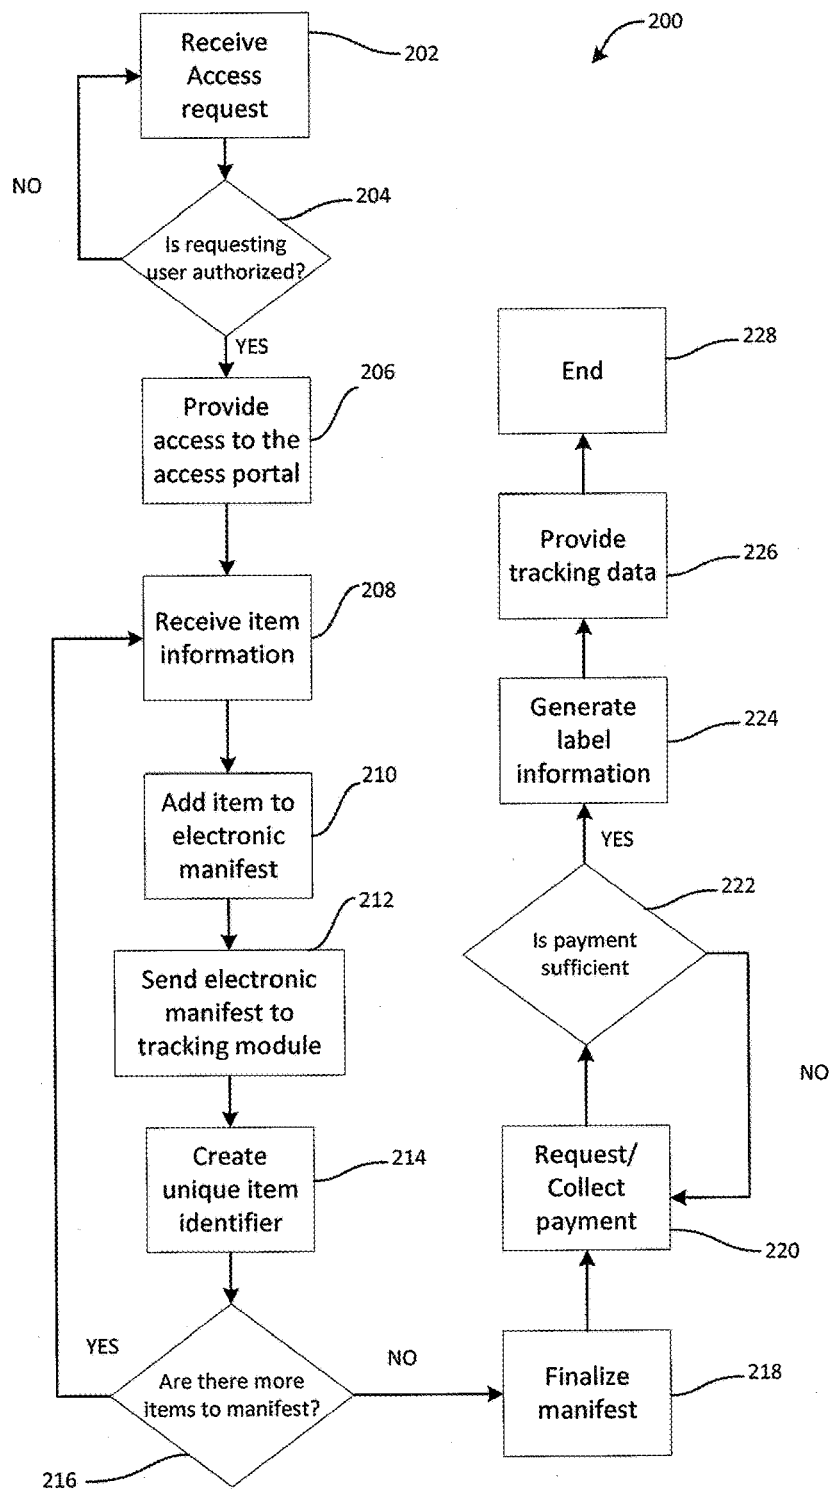 200
Receive
Access
request
202
NO
204
Is requesting
user authorized?
YES
206
Provide
access to the
access portal
208
Receive item
information
210
Add item to
electronic
manifest
212
Send electronic
manifest to
tracking module
214
Create
unique item
identifier
YES
NO
Are there more
items to manifest?
216
Finalize
manifest
218
Request/
Collect
payment
220
NO
Is payment
sufficient
222
YES
Generate
label
information
224
Provide
tracking data
226
End
228